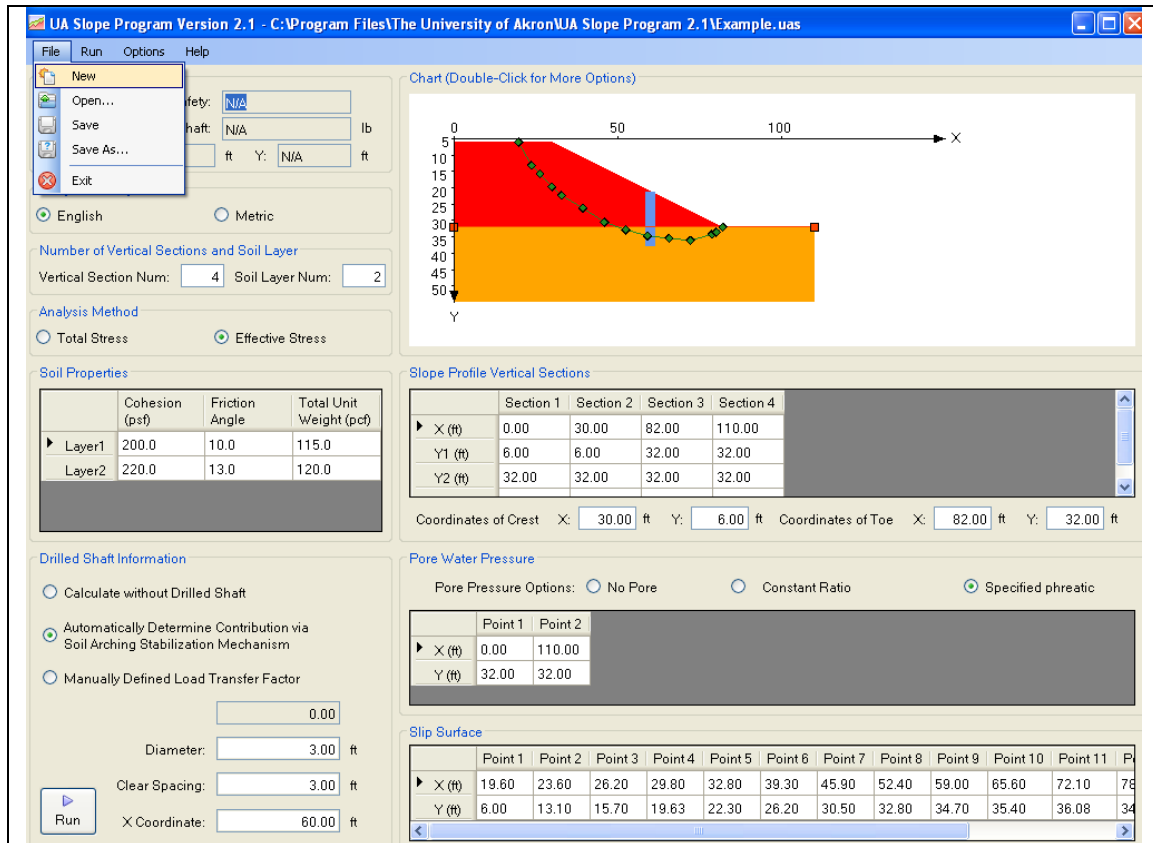 UA Slope Program Version 2.1 - C:\Program Files\The University of Akron\UA Slope Program 2.1\Example.uas
File Run Options Help
New
Open...
Save
Save As...
Exit
fety: N/A
haft: N/A lb
ft Y: N/A ft
English Metric
Number of Vertical Sections and Soil Layer
Vertical Section Num: 4 Soil Layer Num: 2
Analysis Method
Total Stress Effective Stress
Chart (Double-Click for More Options)
0 50 100 X
5
10
15
20
25
30
35
40
45
50
Y
Soil Properties
Cohesion (psf) Friction Angle Total Unit Weight (pcf)
Layer1 200.0 10.0 115.0
Layer2 220.0 13.0 120.0
Slope Profile Vertical Sections
Section 1 Section 2 Section 3 Section 4
X (ft) 0.00 30.00 82.00 110.00
Y1 (ft) 6.00 6.00 32.00 32.00
Y2 (ft) 32.00 32.00 32.00 32.00
Coordinates of Crest X: 30.00 ft Y: 6.00 ft Coordinates of Toe X: 82.00 ft Y: 32.00 ft
Drilled Shaft Information
Calculate without Drilled Shaft
Automatically Determine Contribution via
Soil Arching Stabilization Mechanism
Manually Defined Load Transfer Factor
0.00
Diameter: 3.00 ft
Clear Spacing: 3.00 ft
X Coordinate: 60.00 ft
Run
Pore Water Pressure
Pore Pressure Options: No Pore Constant Ratio Specified phreatic
Point 1 Point 2
X (ft) 0.00 110.00
Y (ft) 32.00 32.00
Slip Surface
Point 1 Point 2 Point 3 Point 4 Point 5 Point 6 Point 7 Point 8 Point 9 Point 10 Point 11 P
X (ft) 19.60 23.60 26.20 29.80 32.80 39.30 45.90 52.40 59.00 65.60 72.10 78
Y (ft) 6.00 13.10 15.70 19.63 22.30 26.20 30.50 32.80 34.70 35.40 36.08 34